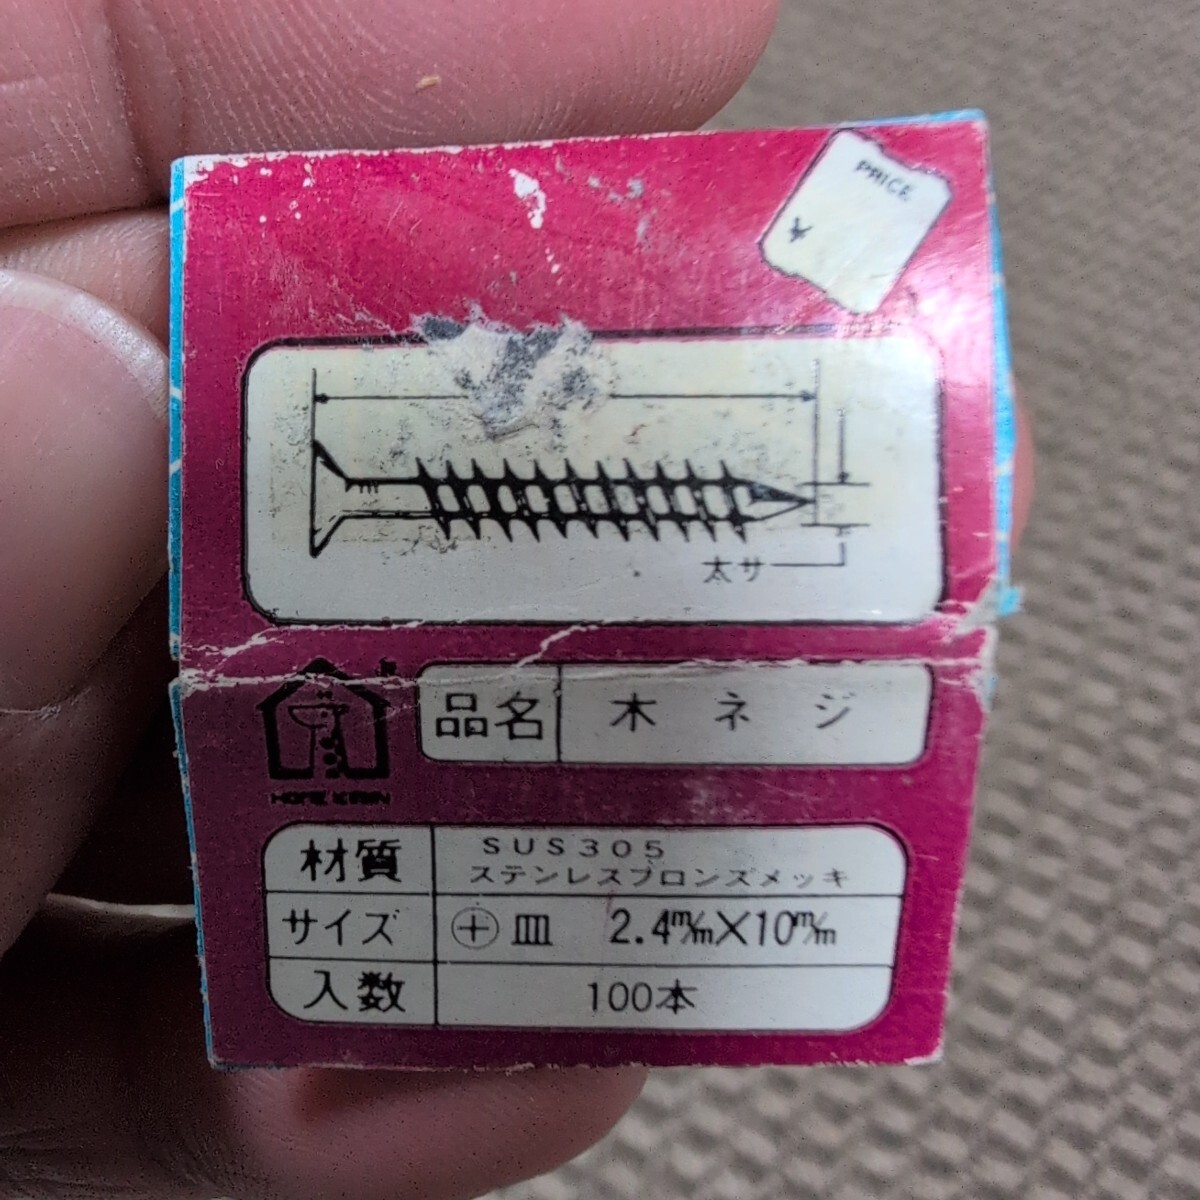 PRICE
¥
太サ
品名 木ネジ
HOME KIRIN
材質 SUS305
ステンレスブロンズメッキ
サイズ ⊕皿 2.4m/m×10m/m
入数 100本